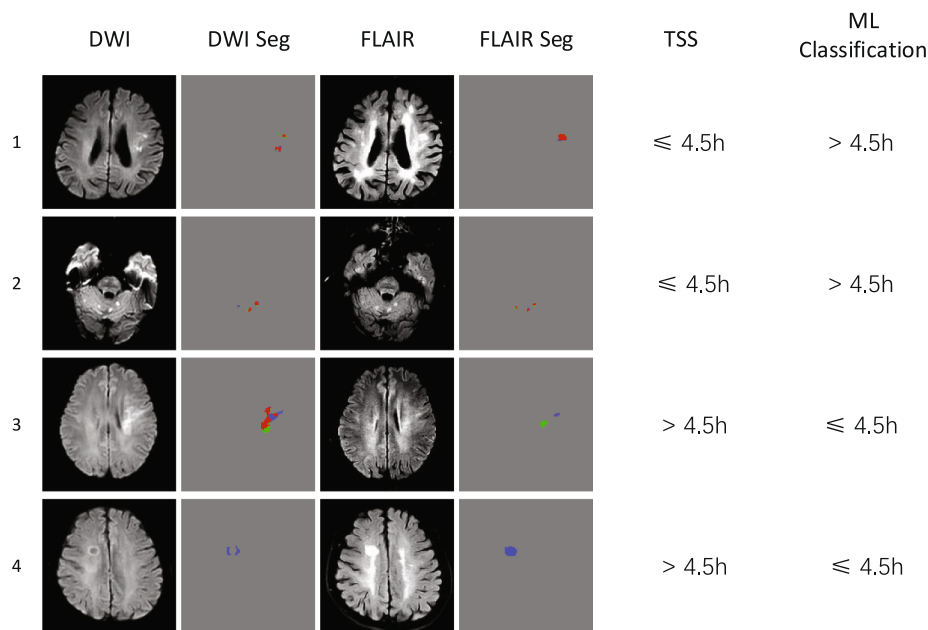 DWI DWI Seg FLAIR FLAIR Seg TSS ML
Classification
1 ⩽ 4.5h > 4.5h
2 ⩽ 4.5h > 4.5h
3 > 4.5h ⩽ 4.5h
4 > 4.5h ⩽ 4.5h